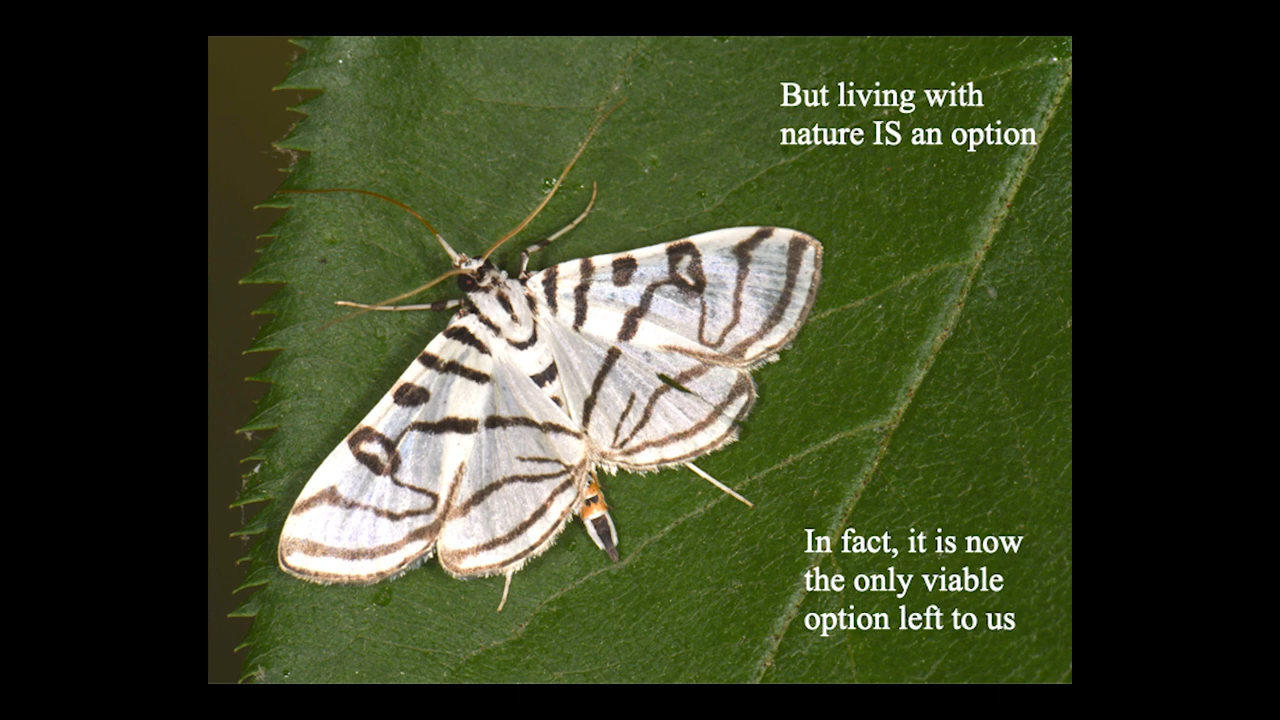 But living with
nature IS an option
In fact, it is now
the only viable
option left to us